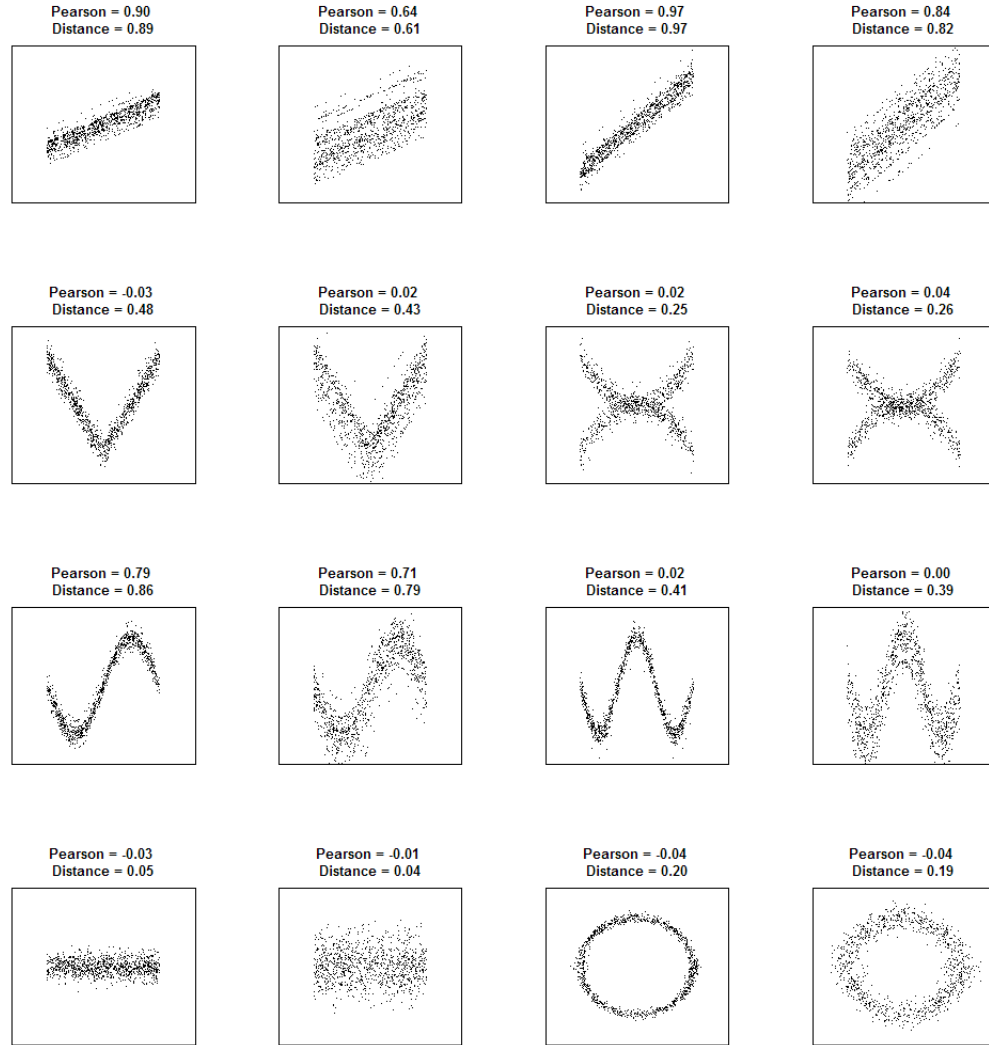 Pearson = 0.90
Distance = 0.89
Pearson = 0.64
Distance = 0.61
Pearson = 0.97
Distance = 0.97
Pearson = 0.84
Distance = 0.82
Pearson = -0.03
Distance = 0.48
Pearson = 0.02
Distance = 0.43
Pearson = 0.02
Distance = 0.25
Pearson = 0.04
Distance = 0.26
Pearson = 0.79
Distance = 0.86
Pearson = 0.71
Distance = 0.79
Pearson = 0.02
Distance = 0.41
Pearson = 0.00
Distance = 0.39
Pearson = -0.03
Distance = 0.05
Pearson = -0.01
Distance = 0.04
Pearson = -0.04
Distance = 0.20
Pearson = -0.04
Distance = 0.19